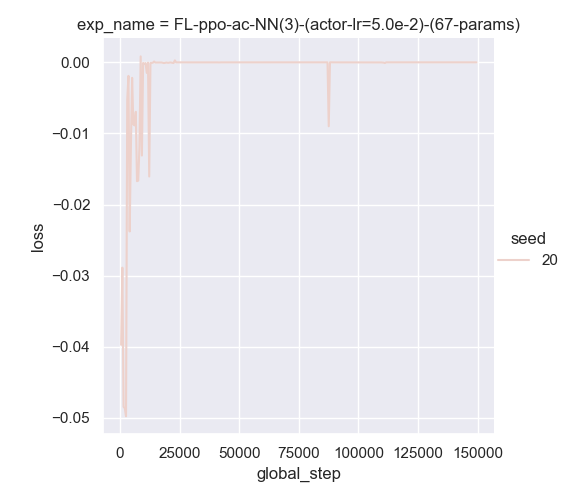 exp_name = FL-ppo-ac-NN(3)-(actor-lr=5.0e-2)-(67-params)
0.00
−0.01
−0.02
−0.03
−0.04
−0.05
loss
0 25000 50000 75000 100000 125000 150000
global_step
seed
20